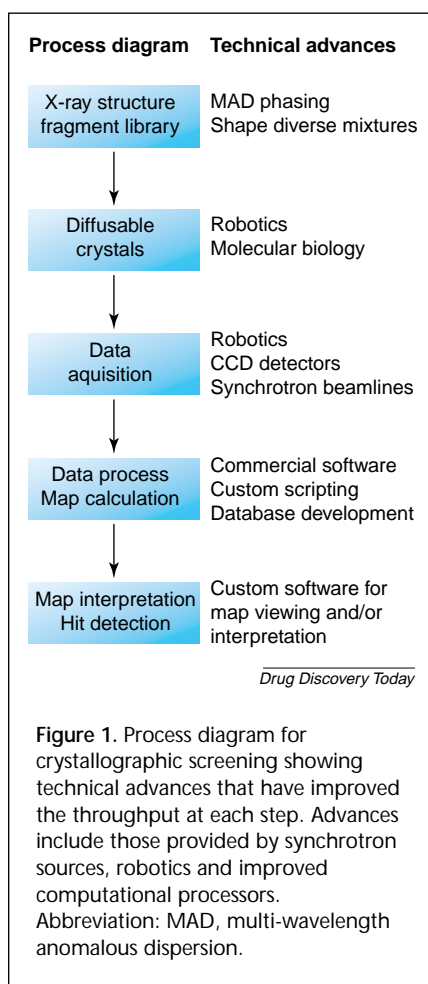 Process diagram Technical advances
X-ray structure
fragment library
MAD phasing
Shape diverse mixtures
Diffusable
crystals
Robotics
Molecular biology
Data
aquisition
Robotics
CCD detectors
Synchrotron beamlines
Data process
Map calculation
Commercial software
Custom scripting
Database development
Map interpretation
Hit detection
Custom software for
map viewing and/or
interpretation
Drug Discovery Today
Figure 1. Process diagram for
crystallographic screening showing
technical advances that have improved
the throughput at each step. Advances
include those provided by synchrotron
sources, robotics and improved
computational processors.
Abbreviation: MAD, multi-wavelength
anomalous dispersion.